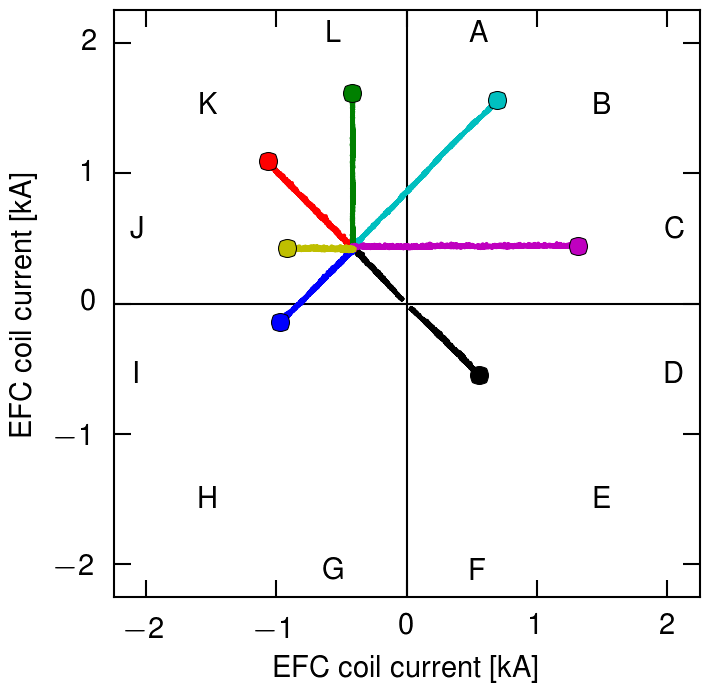 2
L
A
K
B
1
J
C
0
I
D
−1
H
E
−2
G
F
−2
−1
0
1
2
EFC coil current [kA]
EFC coil current [kA]